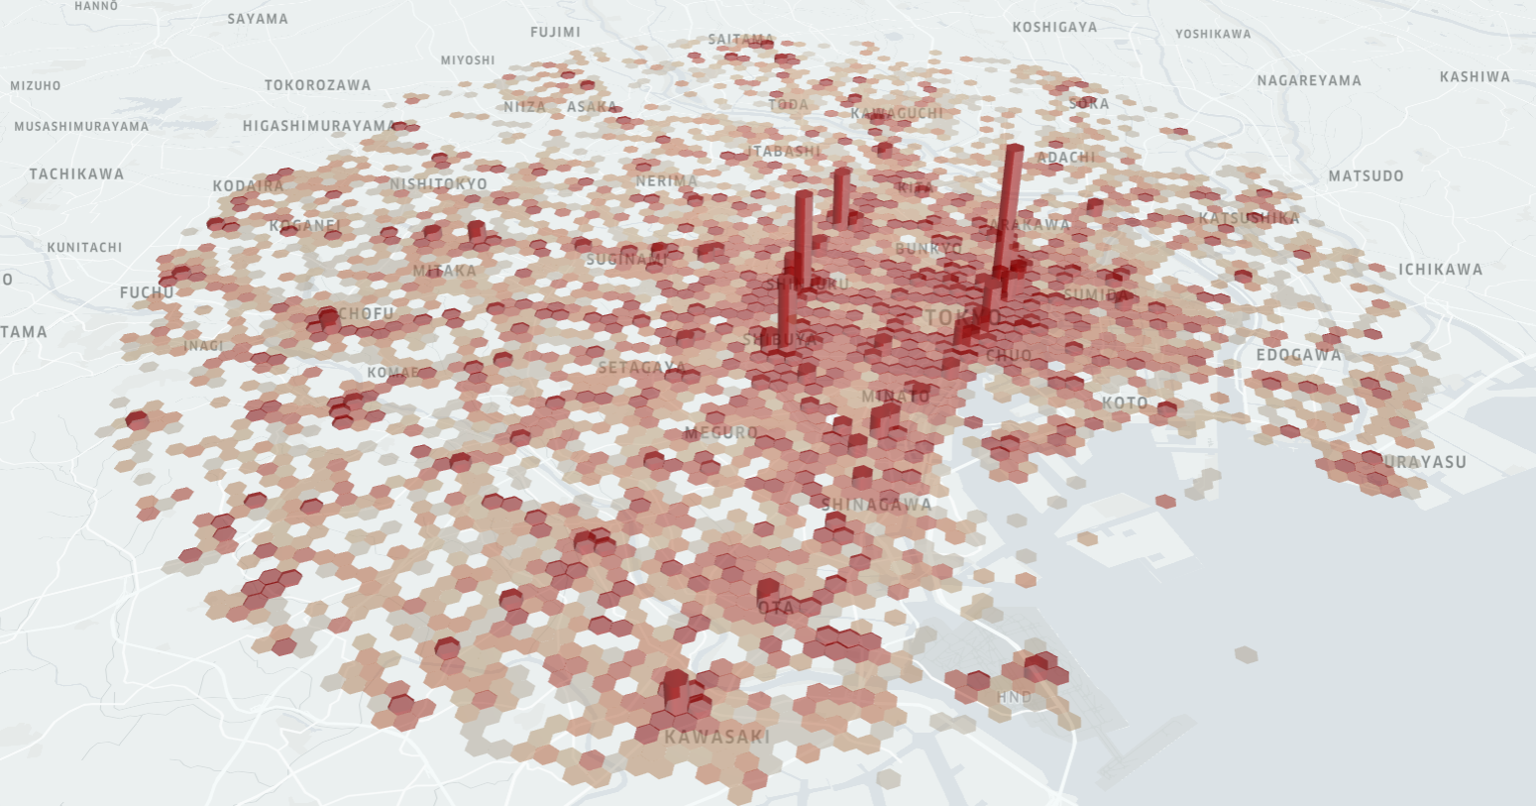 HANNŌ
SAYAMA
FUJIMI
SAITAMA
KOSHIGAYA
YOSHIKAWA
MIYOSHI
MIZUHO
TOKOROZAWA
NIIZA
ASAKA
TODA
KAWAGUCHI
SOKA
NAGAREYAMA
KASHIWA
MUSASHIMURAYAMA
HIGASHIMURAYAMA
ITABASHI
ADACHI
TACHIKAWA
KODAIRA
NISHITOKYO
NERIMA
KITA
MATSUDO
KOGANEI
ARAKAWA
KATSUSHIKA
KUNITACHI
MITAKA
SUGINAMI
BUNKYO
ICHIKAWA
O
FUCHU
SHINJUKU
SUMIDA
TAMA
CHOFU
TOKYO
INAGI
SHIBUYA
CHUO
EDOGAWA
KOMAE
SETAGAYA
MINATO
KOTO
MEGURO
URAYASU
SHINAGAWA
OTA
HND
KAWASAKI